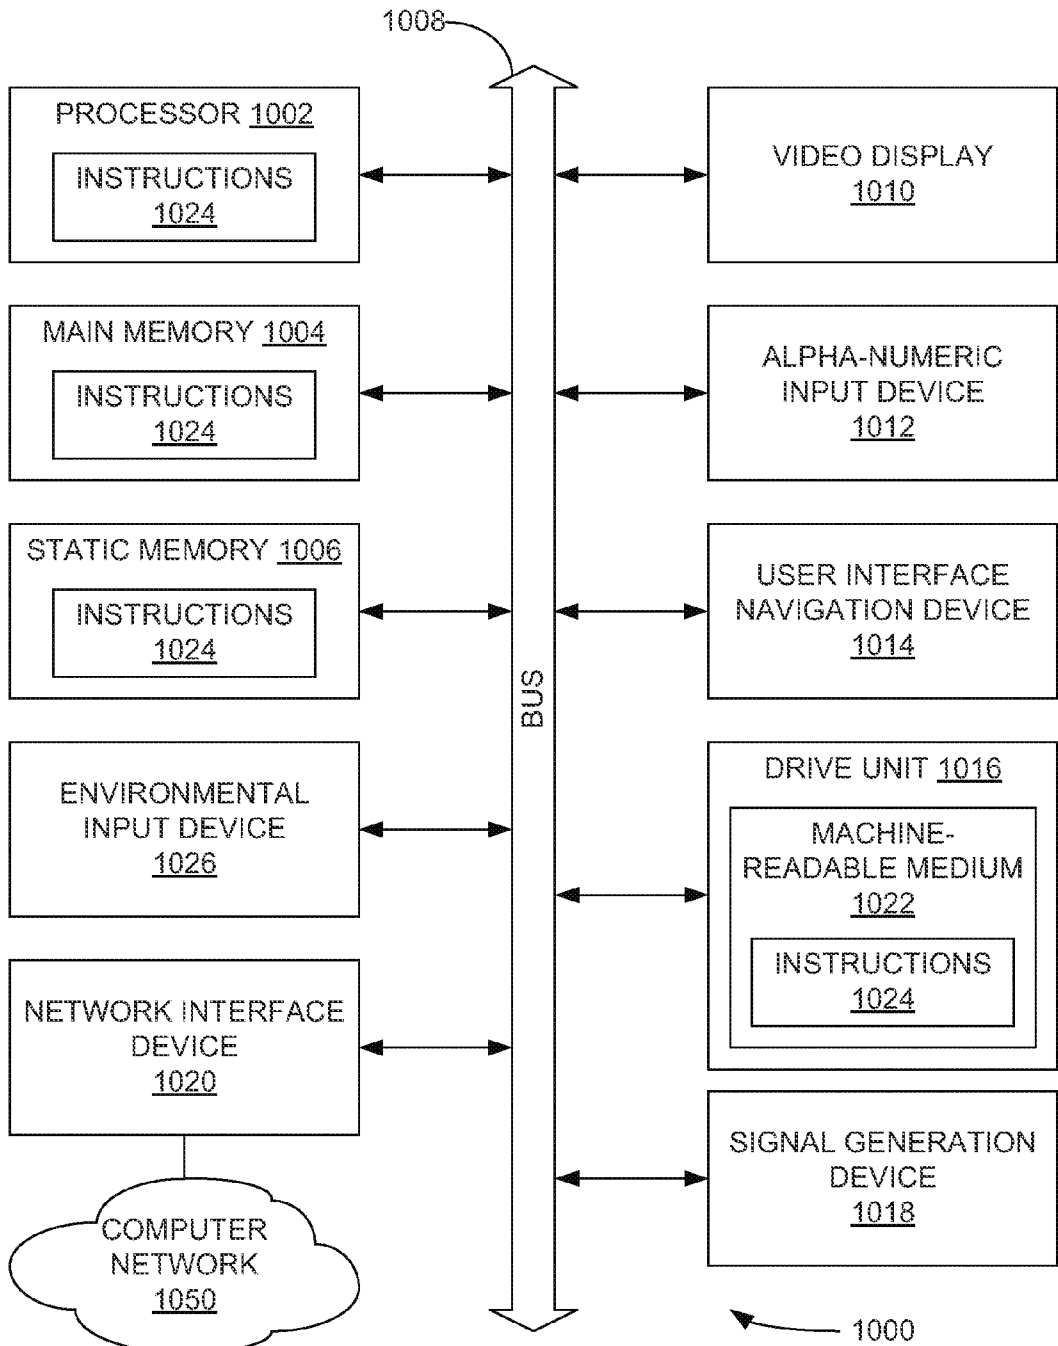 1008
PROCESSOR 1002
INSTRUCTIONS
1024
MAIN MEMORY 1004
INSTRUCTIONS
1024
STATIC MEMORY 1006
INSTRUCTIONS
1024
ENVIRONMENTAL
INPUT DEVICE
1026
NETWORK INTERFACE
DEVICE
1020
COMPUTER
NETWORK
1050
BUS
VIDEO DISPLAY
1010
ALPHA-NUMERIC
INPUT DEVICE
1012
USER INTERFACE
NAVIGATION DEVICE
1014
DRIVE UNIT 1016
MACHINE-
READABLE MEDIUM
1022
INSTRUCTIONS
1024
SIGNAL GENERATION
DEVICE
1018
1000